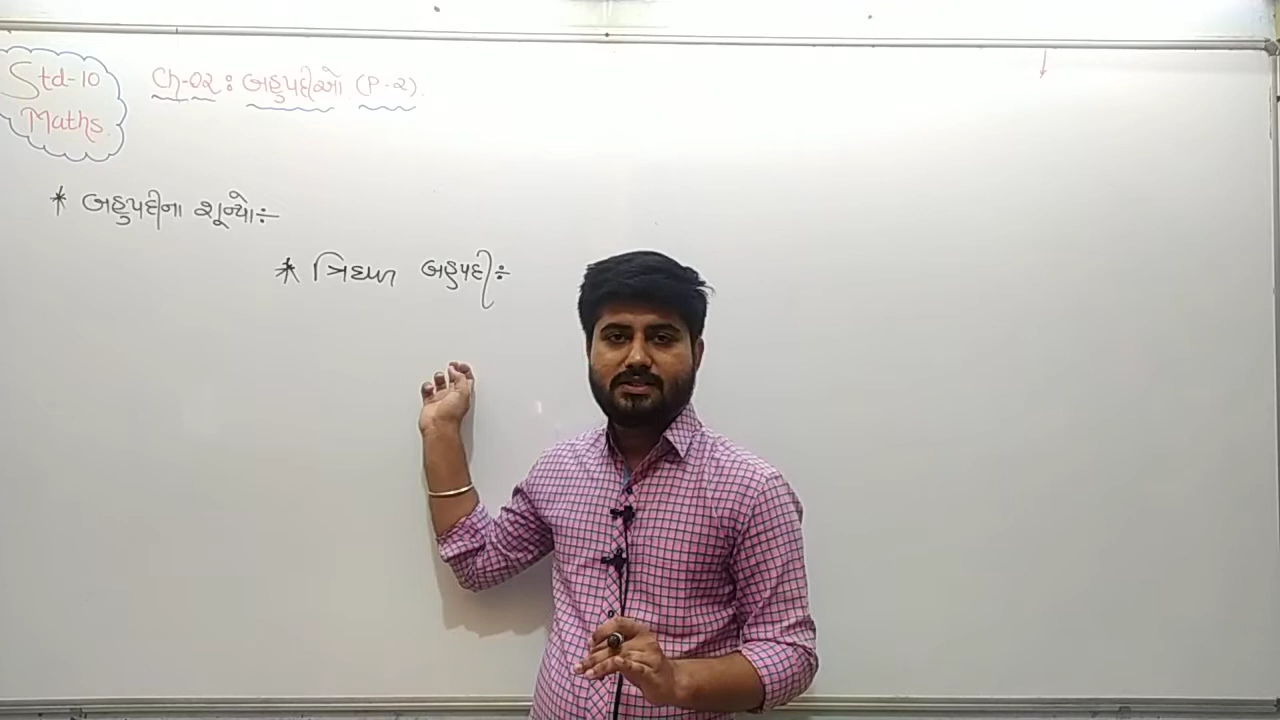 Std-10
Maths.
Ch-02 : બહુપદીઓ (P-2).
* બહુપદીના શૂન્યો÷
* ત્રિઘાત બહુપદી÷